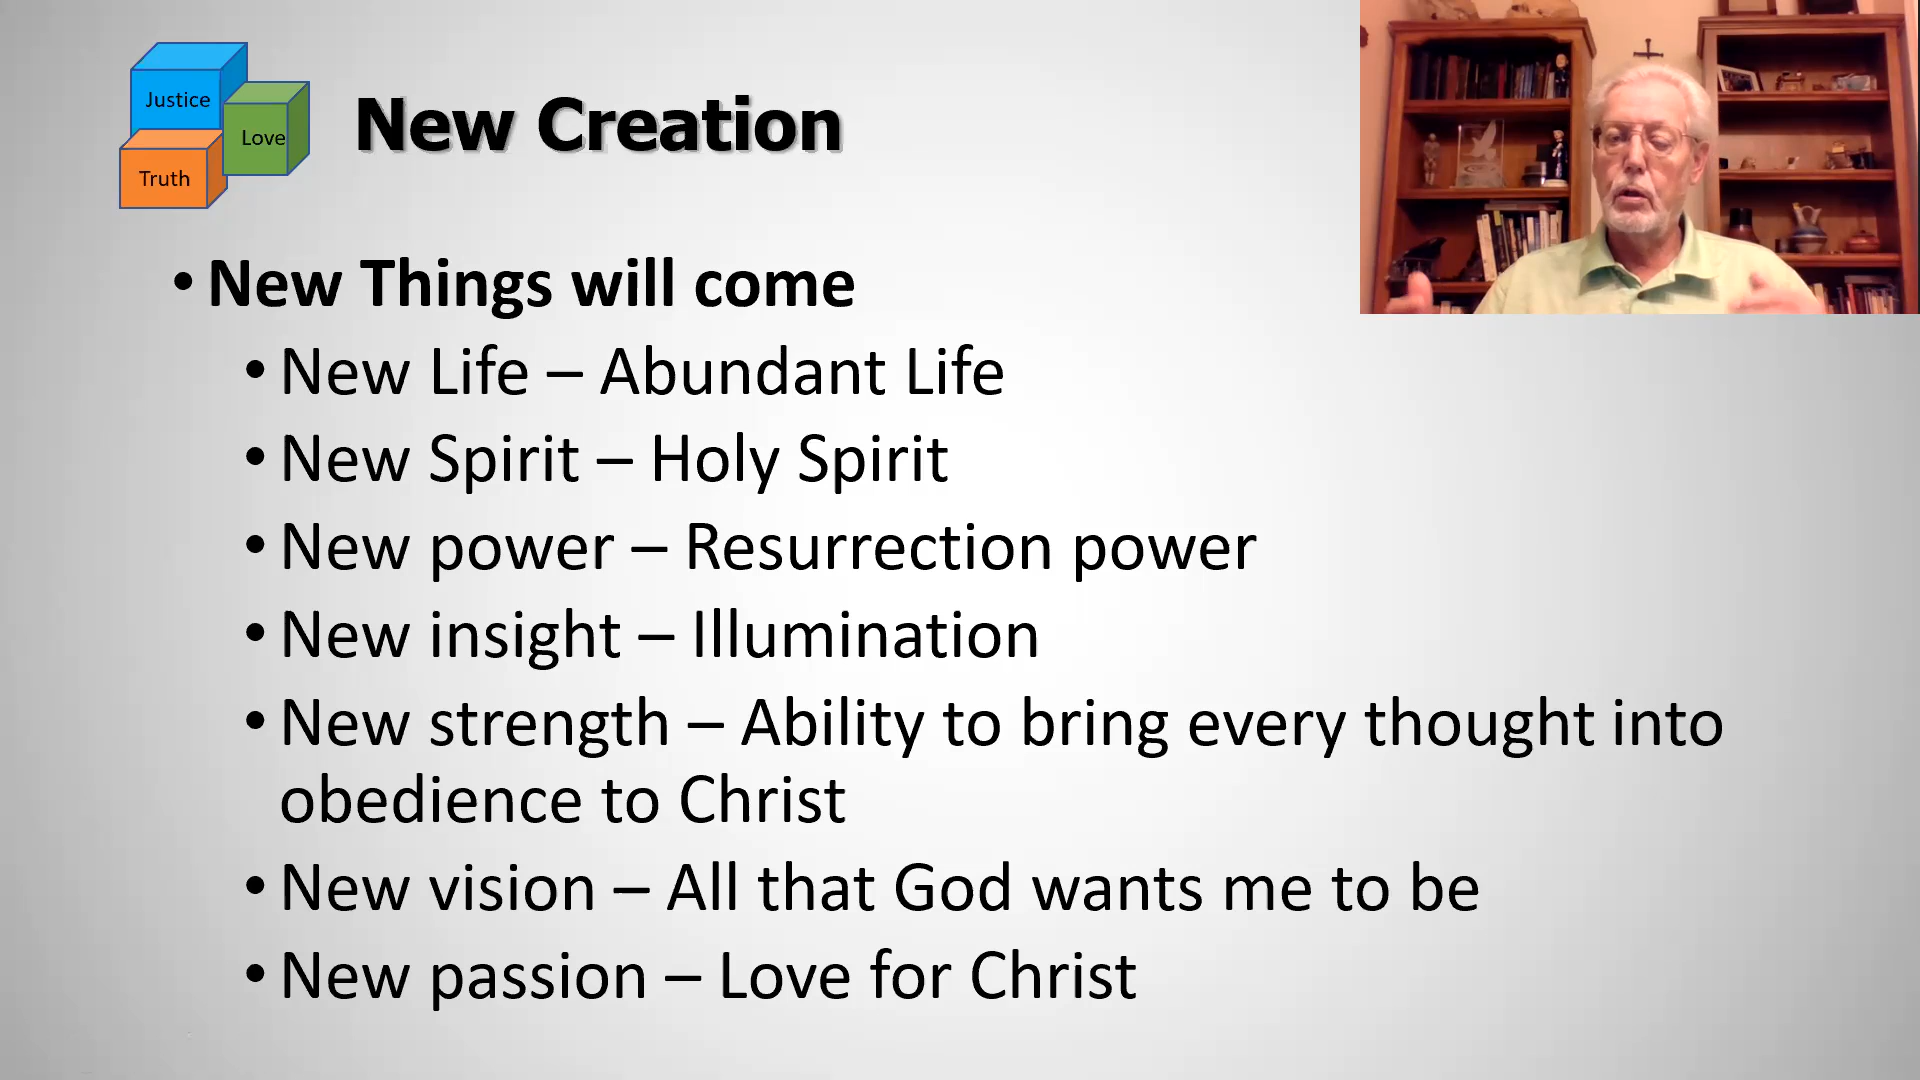 Justice
Love
Truth
New Creation
• New Things will come
• New Life – Abundant Life
• New Spirit – Holy Spirit
• New power – Resurrection power
• New insight – Illumination
• New strength – Ability to bring every thought into
obedience to Christ
• New vision – All that God wants me to be
• New passion – Love for Christ